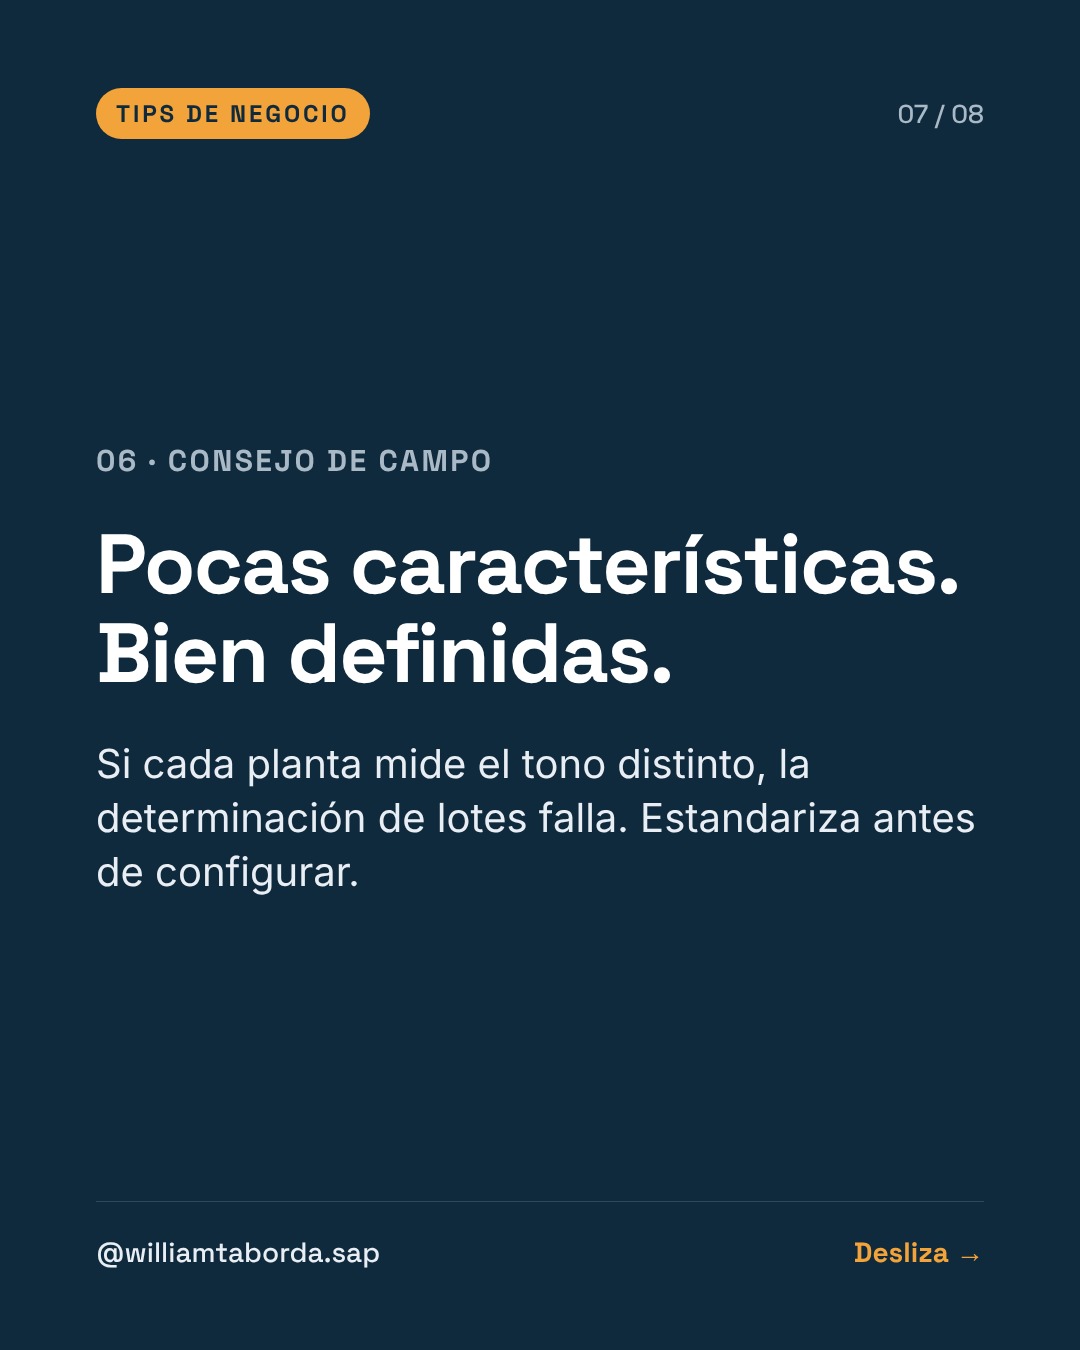 TIPS DE NEGOCIO
07 / 08
06 · CONSEJO DE CAMPO
Pocas características.
Bien definidas.
Si cada planta mide el tono distinto, la
determinación de lotes falla. Estandariza antes
de configurar.
@williamtaborda.sap
Desliza →